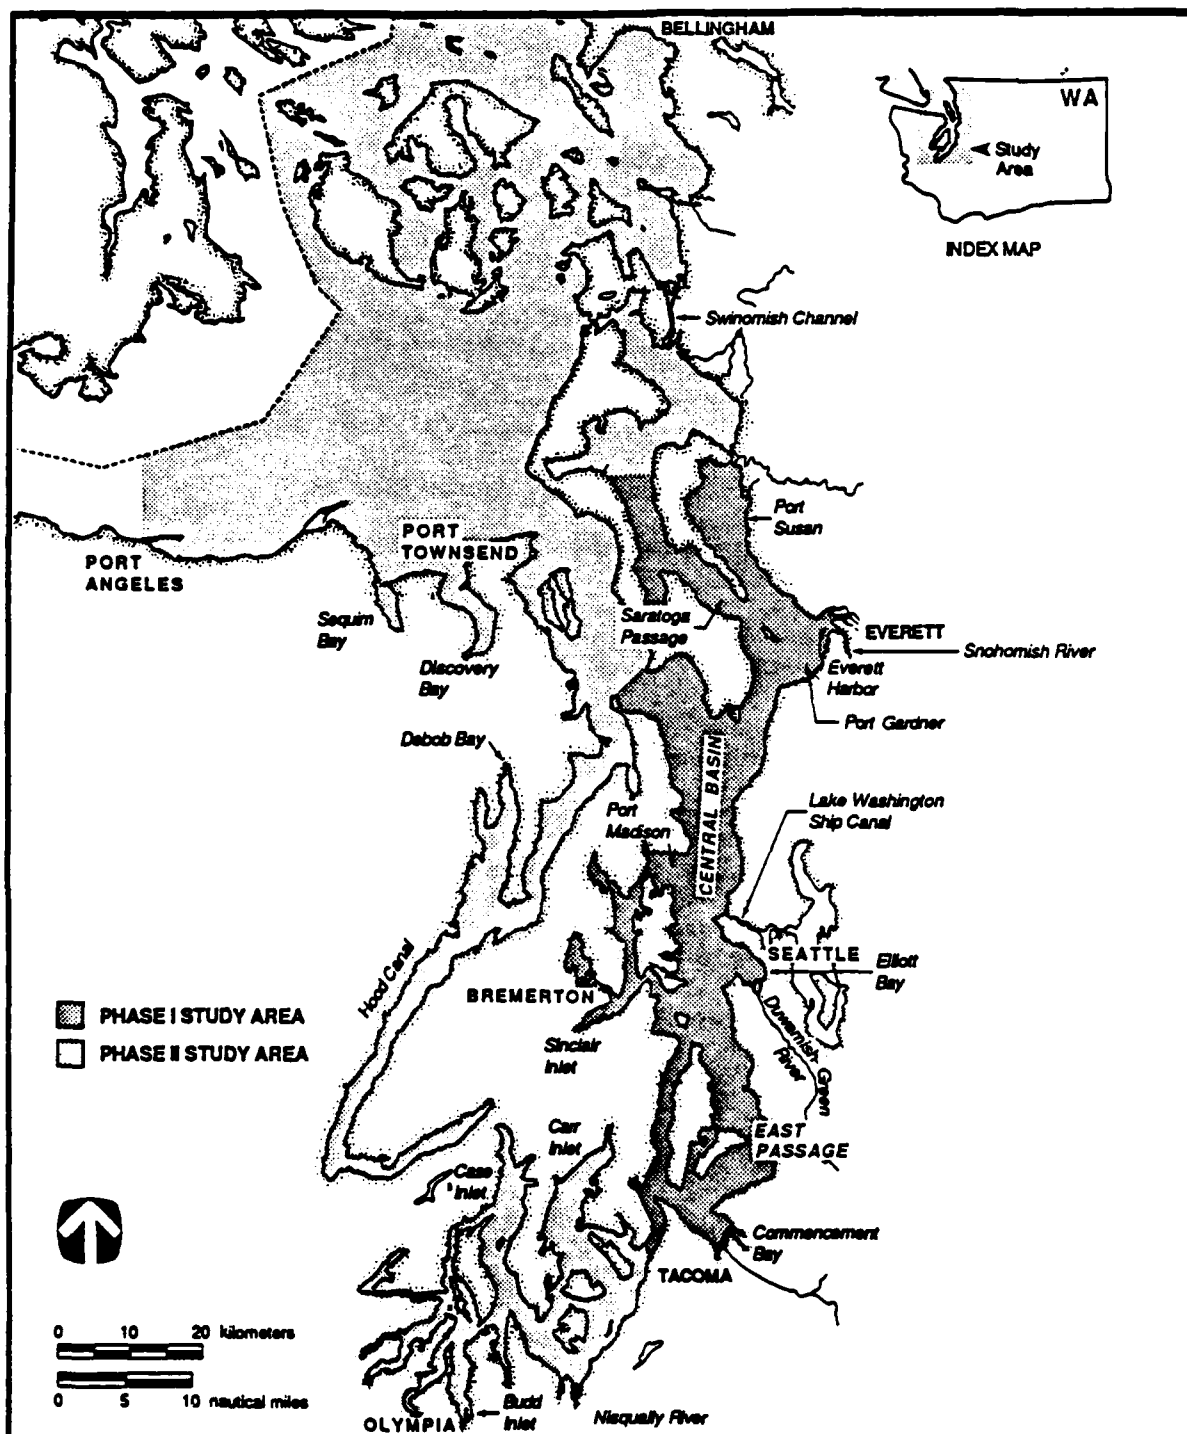 BELLINGHAM
WA
Study
Area
INDEX MAP
Swinomish Channel
Port
Susan
PORT
TOWNSEND
PORT
ANGELES
Sequim
Bay
Discovery
Bay
Saratoga
Passage
EVERETT
Snohomish River
Everett
Harbor
Port Gardner
Dabob Bay
CENTRAL BASIN
Port
Madison
Lake Washington
Ship Canal
SEATTLE
Elliott
Bay
Hood Canal
BREMERTON
PHASE I STUDY AREA
PHASE II STUDY AREA
Sinclair
Inlet
Duwamish-Green
River
EAST
PASSAGE
Carr
Inlet
Case
Inlet
Commencement
Bay
TACOMA
0 10 20 kilometers
0 5 10 nautical miles
OLYMPIA
Budd
Inlet
Nisqually River